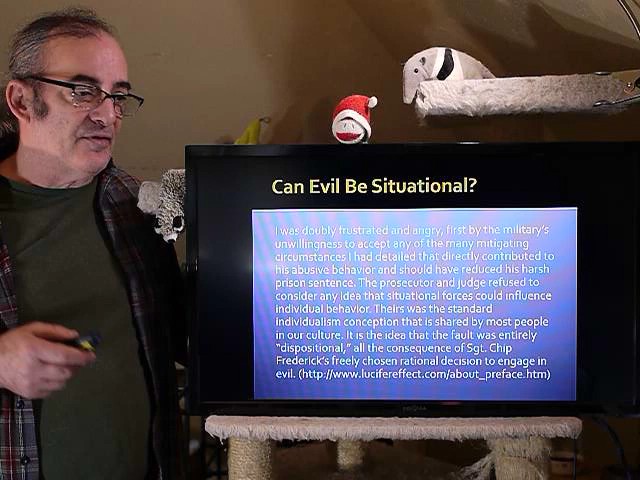 Can Evil Be Situational?
I was doubly frustrated and angry, first by the military's
unwillingness to accept any of the many mitigating
circumstances I had detailed that directly contributed to
his abusive behavior and should have reduced his harsh
prison sentence. The prosecutor and judge refused to
consider any idea that situational forces could influence
individual behavior. Theirs was the standard
individualism conception that is shared by most people
in our culture. It is the idea that the fault was entirely
"dispositional," all the consequence of Sgt. Chip
Frederick's freely chosen rational decision to engage in
evil. (http://www.lucifereffect.com/about_preface.htm)